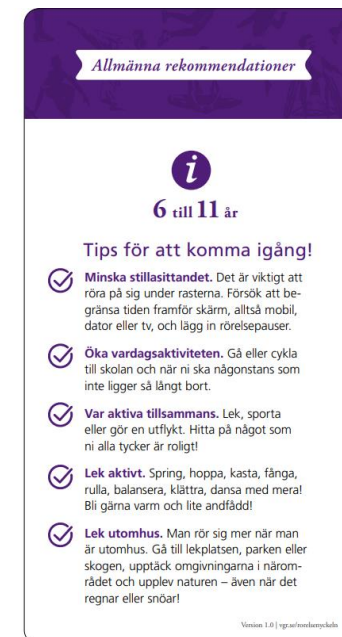 Allmänna rekommendationer
i
6 till 11 år
Tips för att komma igång!
Minska stillasittandet. Det är viktigt att
röra på sig under rasterna. Försök att be-
gränsa tiden framför skärm, alltså mobil,
dator eller tv, och lägg in rörelsepauser.
Öka vardagsaktiviteten. Gå eller cykla
till skolan och när ni ska någonstans som
inte ligger så långt bort.
Var aktiva tillsammans. Lek, sporta
eller gör en utflykt. Hitta på något som
ni alla tycker är roligt!
Lek aktivt. Spring, hoppa, kasta, fånga,
rulla, balansera, klättra, dansa med mera!
Bli gärna varm och lite andfådd!
Lek utomhus. Man rör sig mer när man
är utomhus. Gå till lekplatsen, parken eller
skogen, upptäck omgivningarna i närom-
rådet och upplev naturen – även när det
regnar eller snöar!
Version 1.0 | vgr.se/rorelsenyckeln